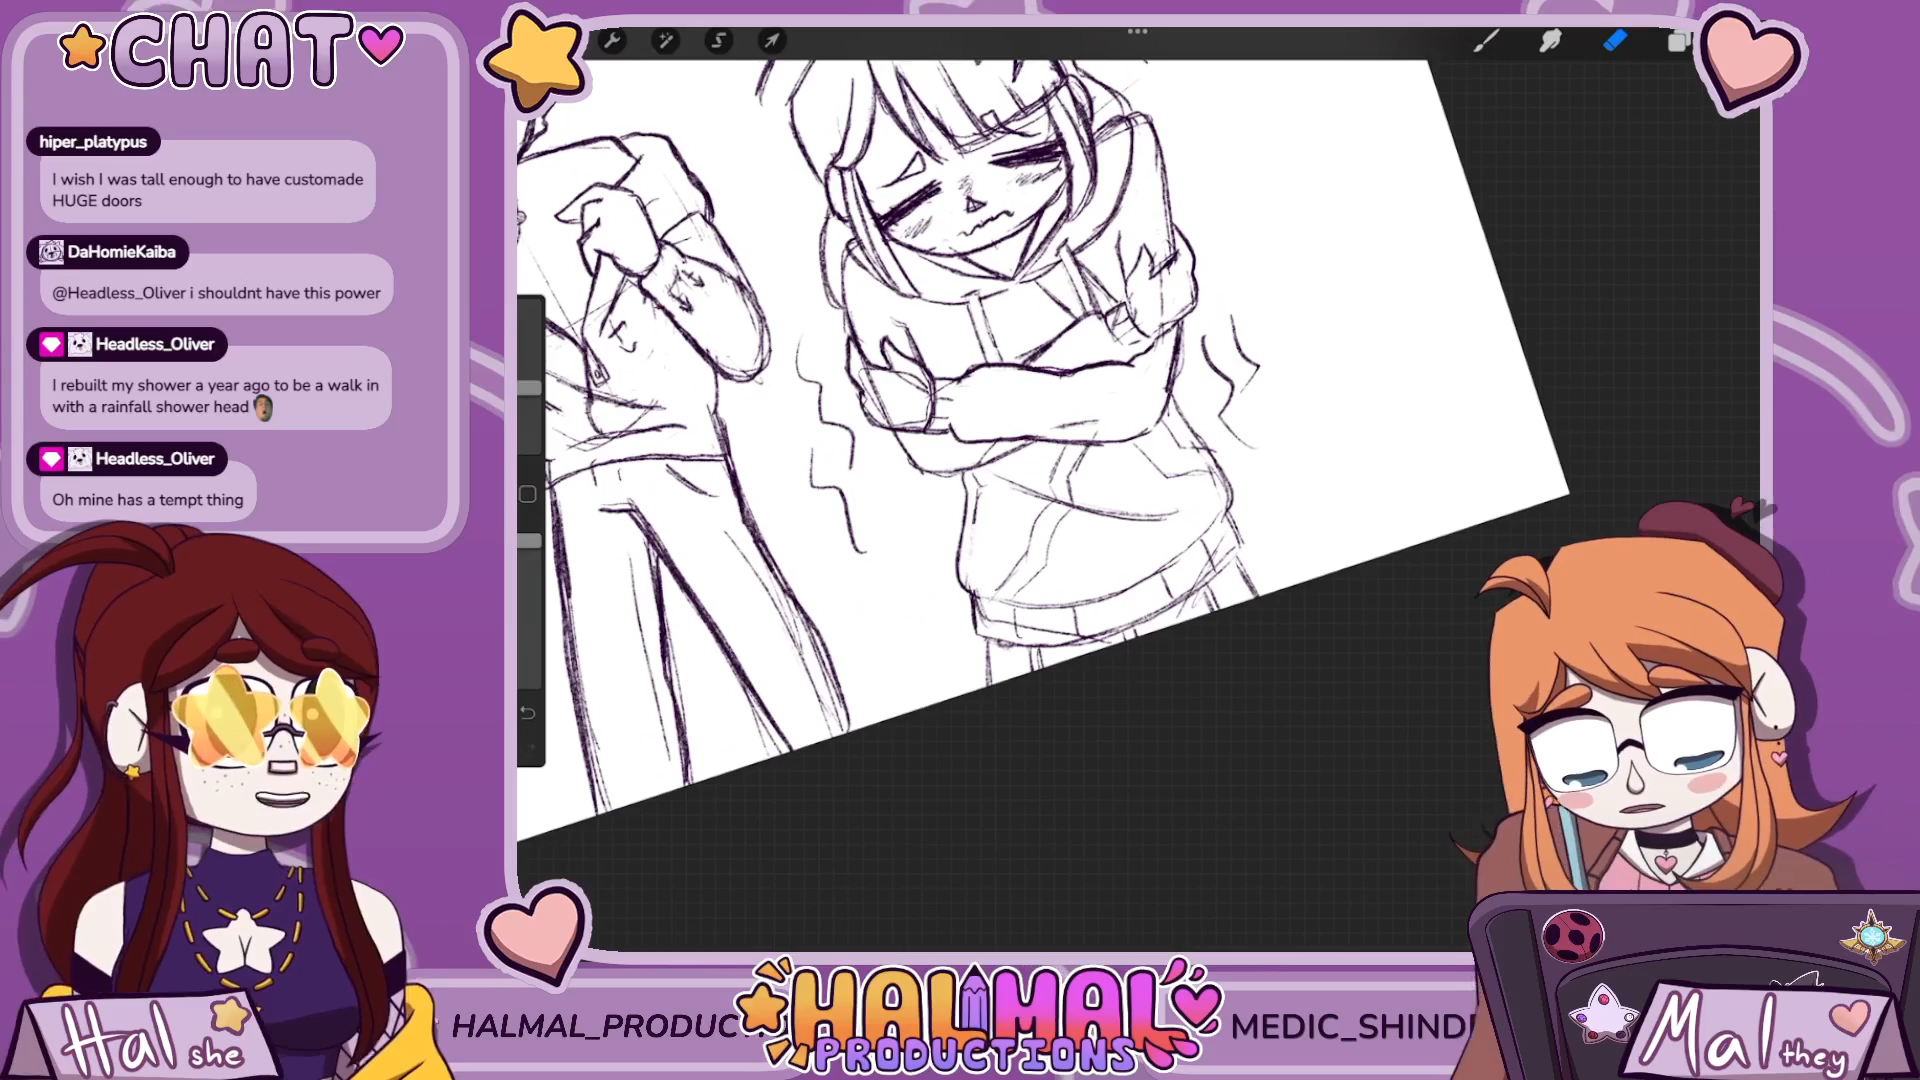 CHAT
hiper_platypus
I wish I was tall enough to have customade
HUGE doors
DaHomieKaiba
@Headless_Oliver i shouldnt have this power
Headless_Oliver
I rebuilt my shower a year ago to be a walk in
with a rainfall shower head
Headless_Oliver
Oh mine has a tempt thing
Hal she
HALMAL_PRODUC
HALMAL
PRODUCTIONS
MEDIC_SHIND
Mal they